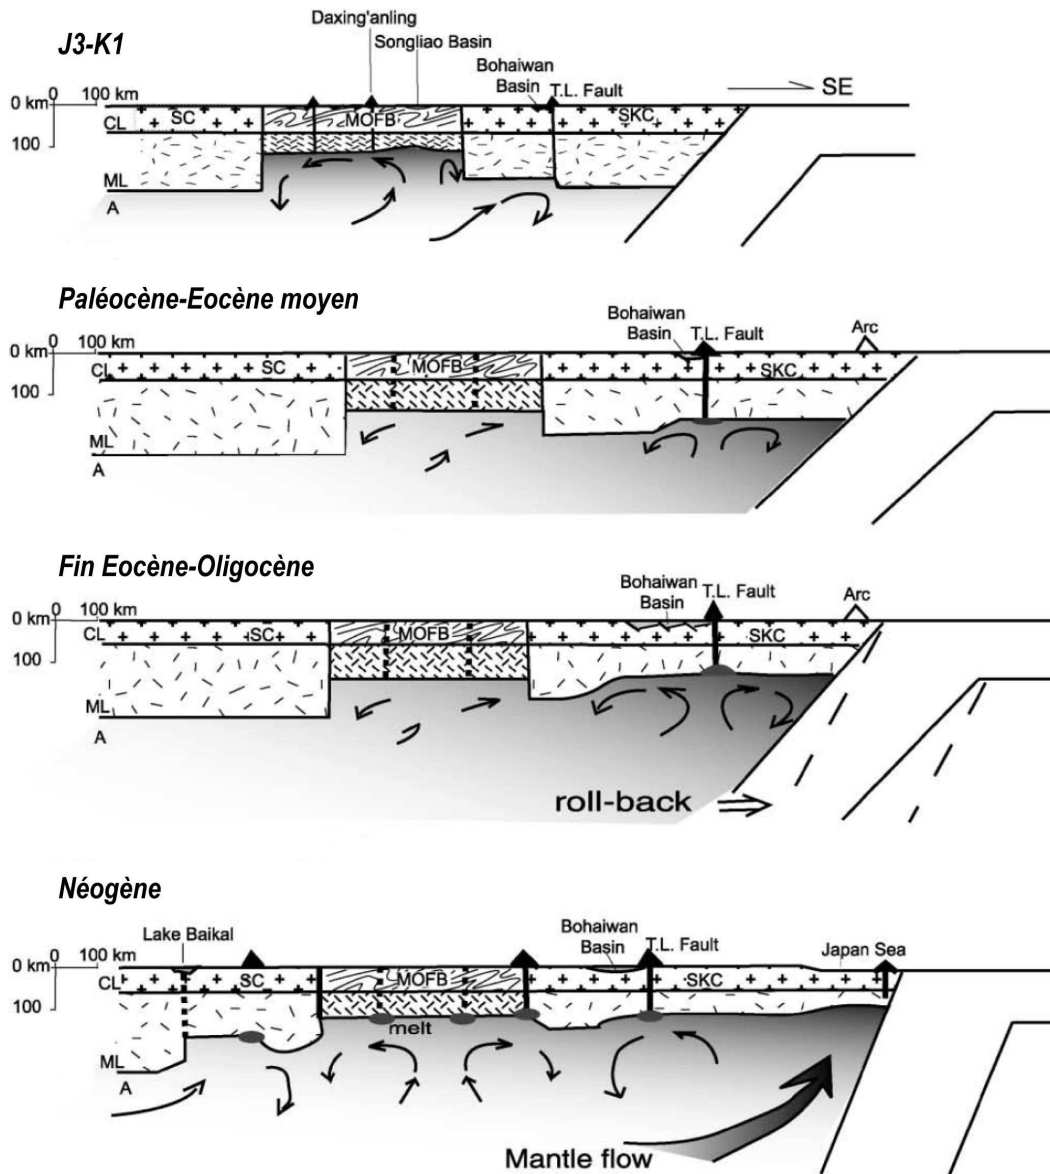 J3-K1
Daxing'anling
Songliao Basin
Bohaiwan
Basin
T.L. Fault
SE
0 km
0
100 km
SC
MOFB
SKC
CL
100
ML
A
Paléocène-Eocène moyen
Bohaiwan
Basin
T.L. Fault
Arc
0 km
0
100 km
SC
MOFB
SKC
CL
100
ML
A
Fin Eocène-Oligocène
Bohaiwan
Basin
T.L. Fault
Arc
0 km
0
100 km
SC
MOFB
SKC
CL
100
ML
A
roll-back
Néogène
Lake Baikal
Bohaiwan
Basin
T.L. Fault
Japan Sea
0 km
0
100 km
SC
MOFB
SKC
CL
100
melt
ML
A
Mantle flow